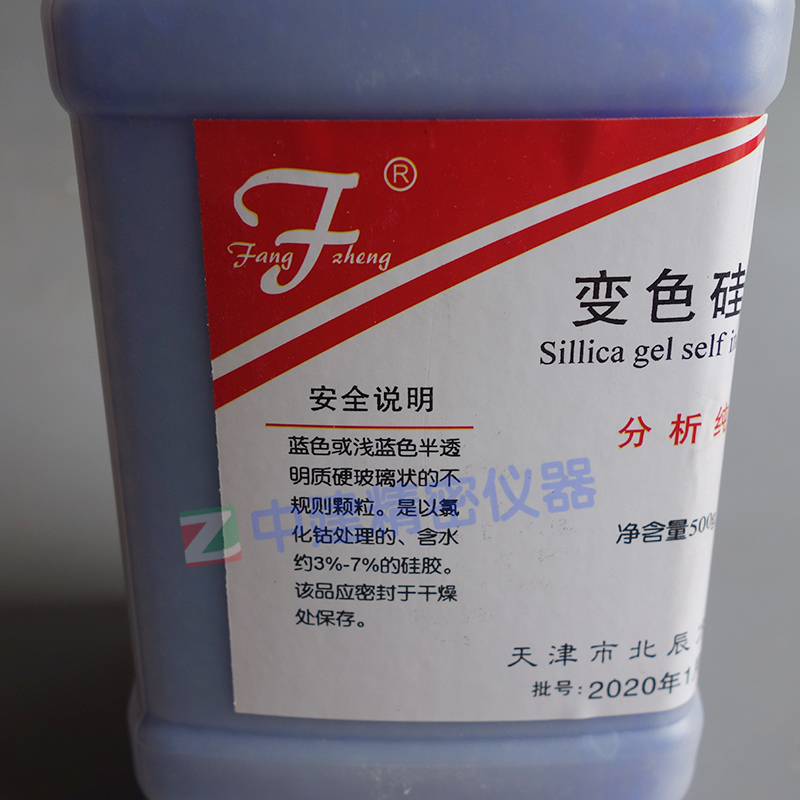 F
®
Fang zheng
变色硅
Sillica gel self in
分析纯
安全说明
蓝色或浅蓝色半透
明质硬玻璃状的不
规则颗粒。是以氯
化钴处理的、含水
约3%-7%的硅胶。
该品应密封于干燥
处保存。
Z 中建精密仪器
净含量500g
天津市北辰
批号:2020年1